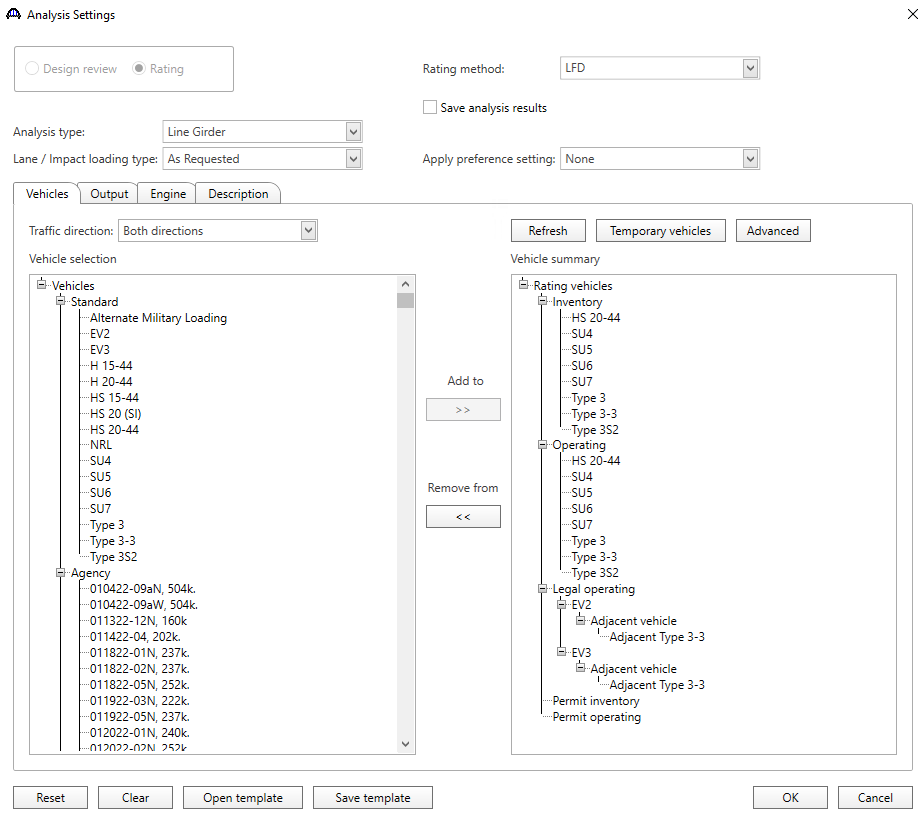 Analysis Settings
Design review
Rating
Rating method:
LFD
Save analysis results
Analysis type:
Line Girder
Lane / Impact loading type:
As Requested
Apply preference setting:
None
Vehicles
Output
Engine
Description
Traffic direction:
Both directions
Refresh
Temporary vehicles
Advanced
Vehicle selection
Vehicles
Standard
Alternate Military Loading
EV2
EV3
H 15-44
H 20-44
HS 15-44
HS 20 (SI)
HS 20-44
NRL
SU4
SU5
SU6
SU7
Type 3
Type 3-3
Type 3S2
Agency
010422-09aN, 504k.
010422-09aW, 504k.
011322-12N, 160k
011422-04, 202k.
011822-01N, 237k.
011822-02N, 237k.
011822-05N, 252k.
011922-03N, 222k.
011922-05N, 237k.
012022-01N, 240k.
012022-02N, 252k
Add to
>>
Remove from
<<
Vehicle summary
Rating vehicles
Inventory
HS 20-44
SU4
SU5
SU6
SU7
Type 3
Type 3-3
Type 3S2
Operating
HS 20-44
SU4
SU5
SU6
SU7
Type 3
Type 3-3
Type 3S2
Legal operating
EV2
Adjacent vehicle
Adjacent Type 3-3
EV3
Adjacent vehicle
Adjacent Type 3-3
Permit inventory
Permit operating
Reset
Clear
Open template
Save template
OK
Cancel